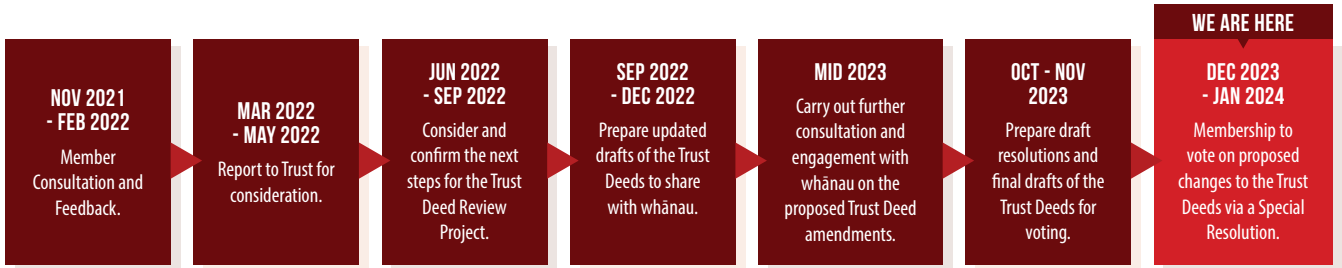 NOV 2021
- FEB 2022
Member
Consultation and
Feedback.
MAR 2022
- MAY 2022
Report to Trust for
consideration.
JUN 2022
- SEP 2022
Consider and
confirm the next
steps for the Trust
Deed Review
Project.
SEP 2022
- DEC 2022
Prepare updated
drafts of the Trust
Deeds to share
with whānau.
MID 2023
Carry out further
consultation and
engagement with
whānau on the
proposed Trust Deed
amendments.
OCT - NOV
2023
Prepare draft
resolutions and
final drafts of the
Trust Deeds for
voting.
WE ARE HERE
DEC 2023
- JAN 2024
Membership to
vote on proposed
changes to the Trust
Deeds via a Special
Resolution.